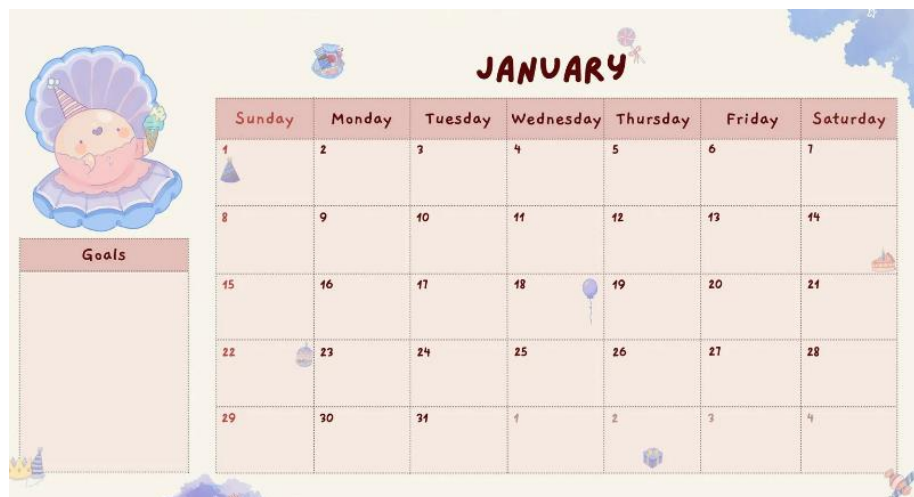 JANUARY
Sunday Monday Tuesday Wednesday Thursday Friday Saturday
1 2 3 4 5 6 7
8 9 10 11 12 13 14
Goals
15 16 17 18 19 20 21
22 23 24 25 26 27 28
29 30 31 1 2 3 4